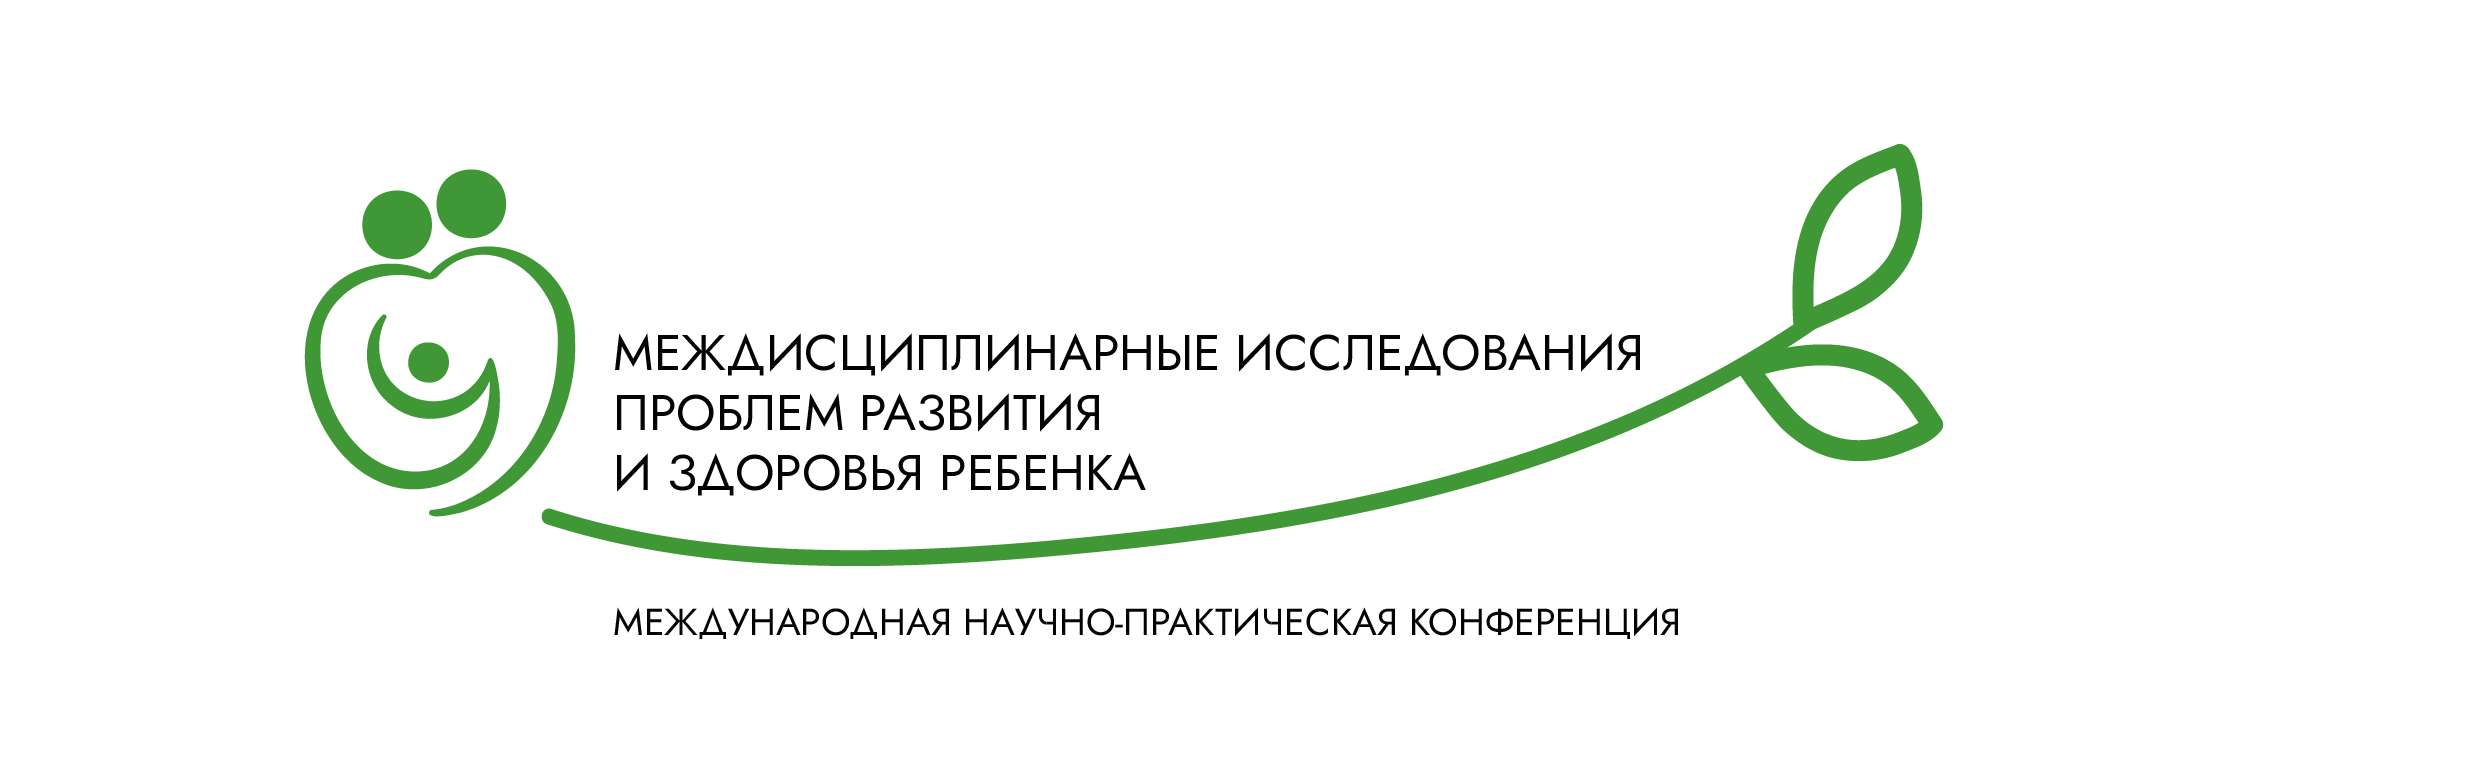 МЕЖДИСЦИПЛИНАРНЫЕ ИССЛЕДОВАНИЯ
ПРОБЛЕМ РАЗВИТИЯ
И ЗДОРОВЬЯ РЕБЕНКА
МЕЖДУНАРОДНАЯ НАУЧНО-ПРАКТИЧЕСКАЯ КОНФЕРЕНЦИЯ